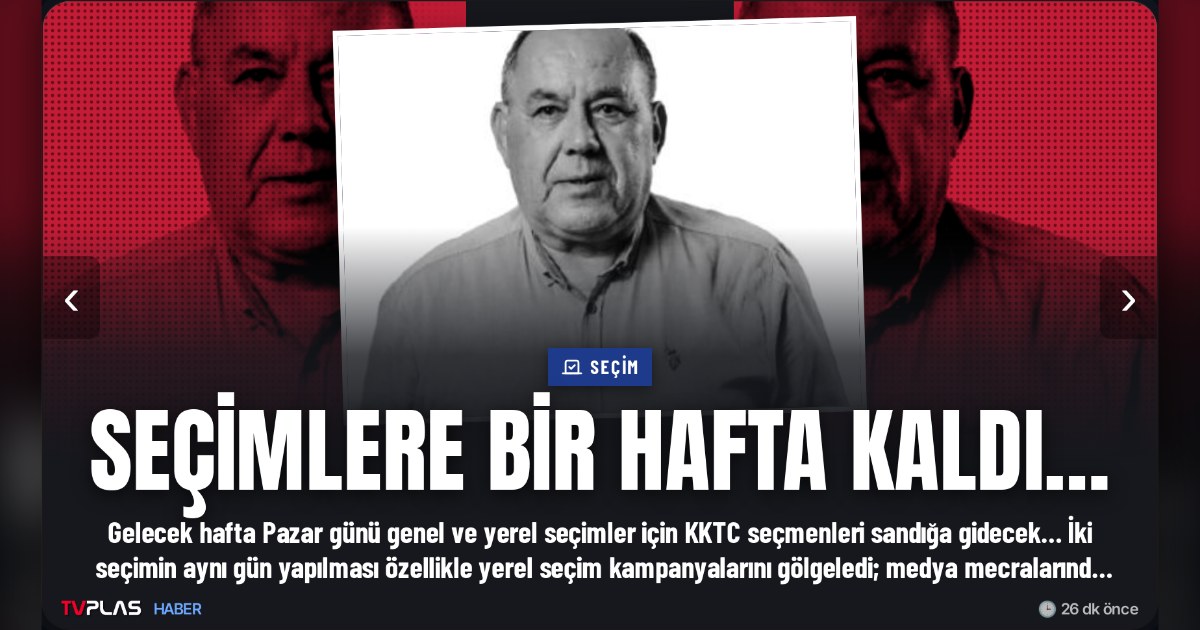 SEÇİM
SEÇİMLERE BİR HAFTA KALDI...
Gelecek hafta Pazar günü genel ve yerel seçimler için KKTC seçmenleri sandığa gidecek... İki
seçimin aynı gün yapılması özellikle yerel seçim kampanyalarını gölgeledi; medya mecralarınd...
TVPLAS HABER
26 dk önce